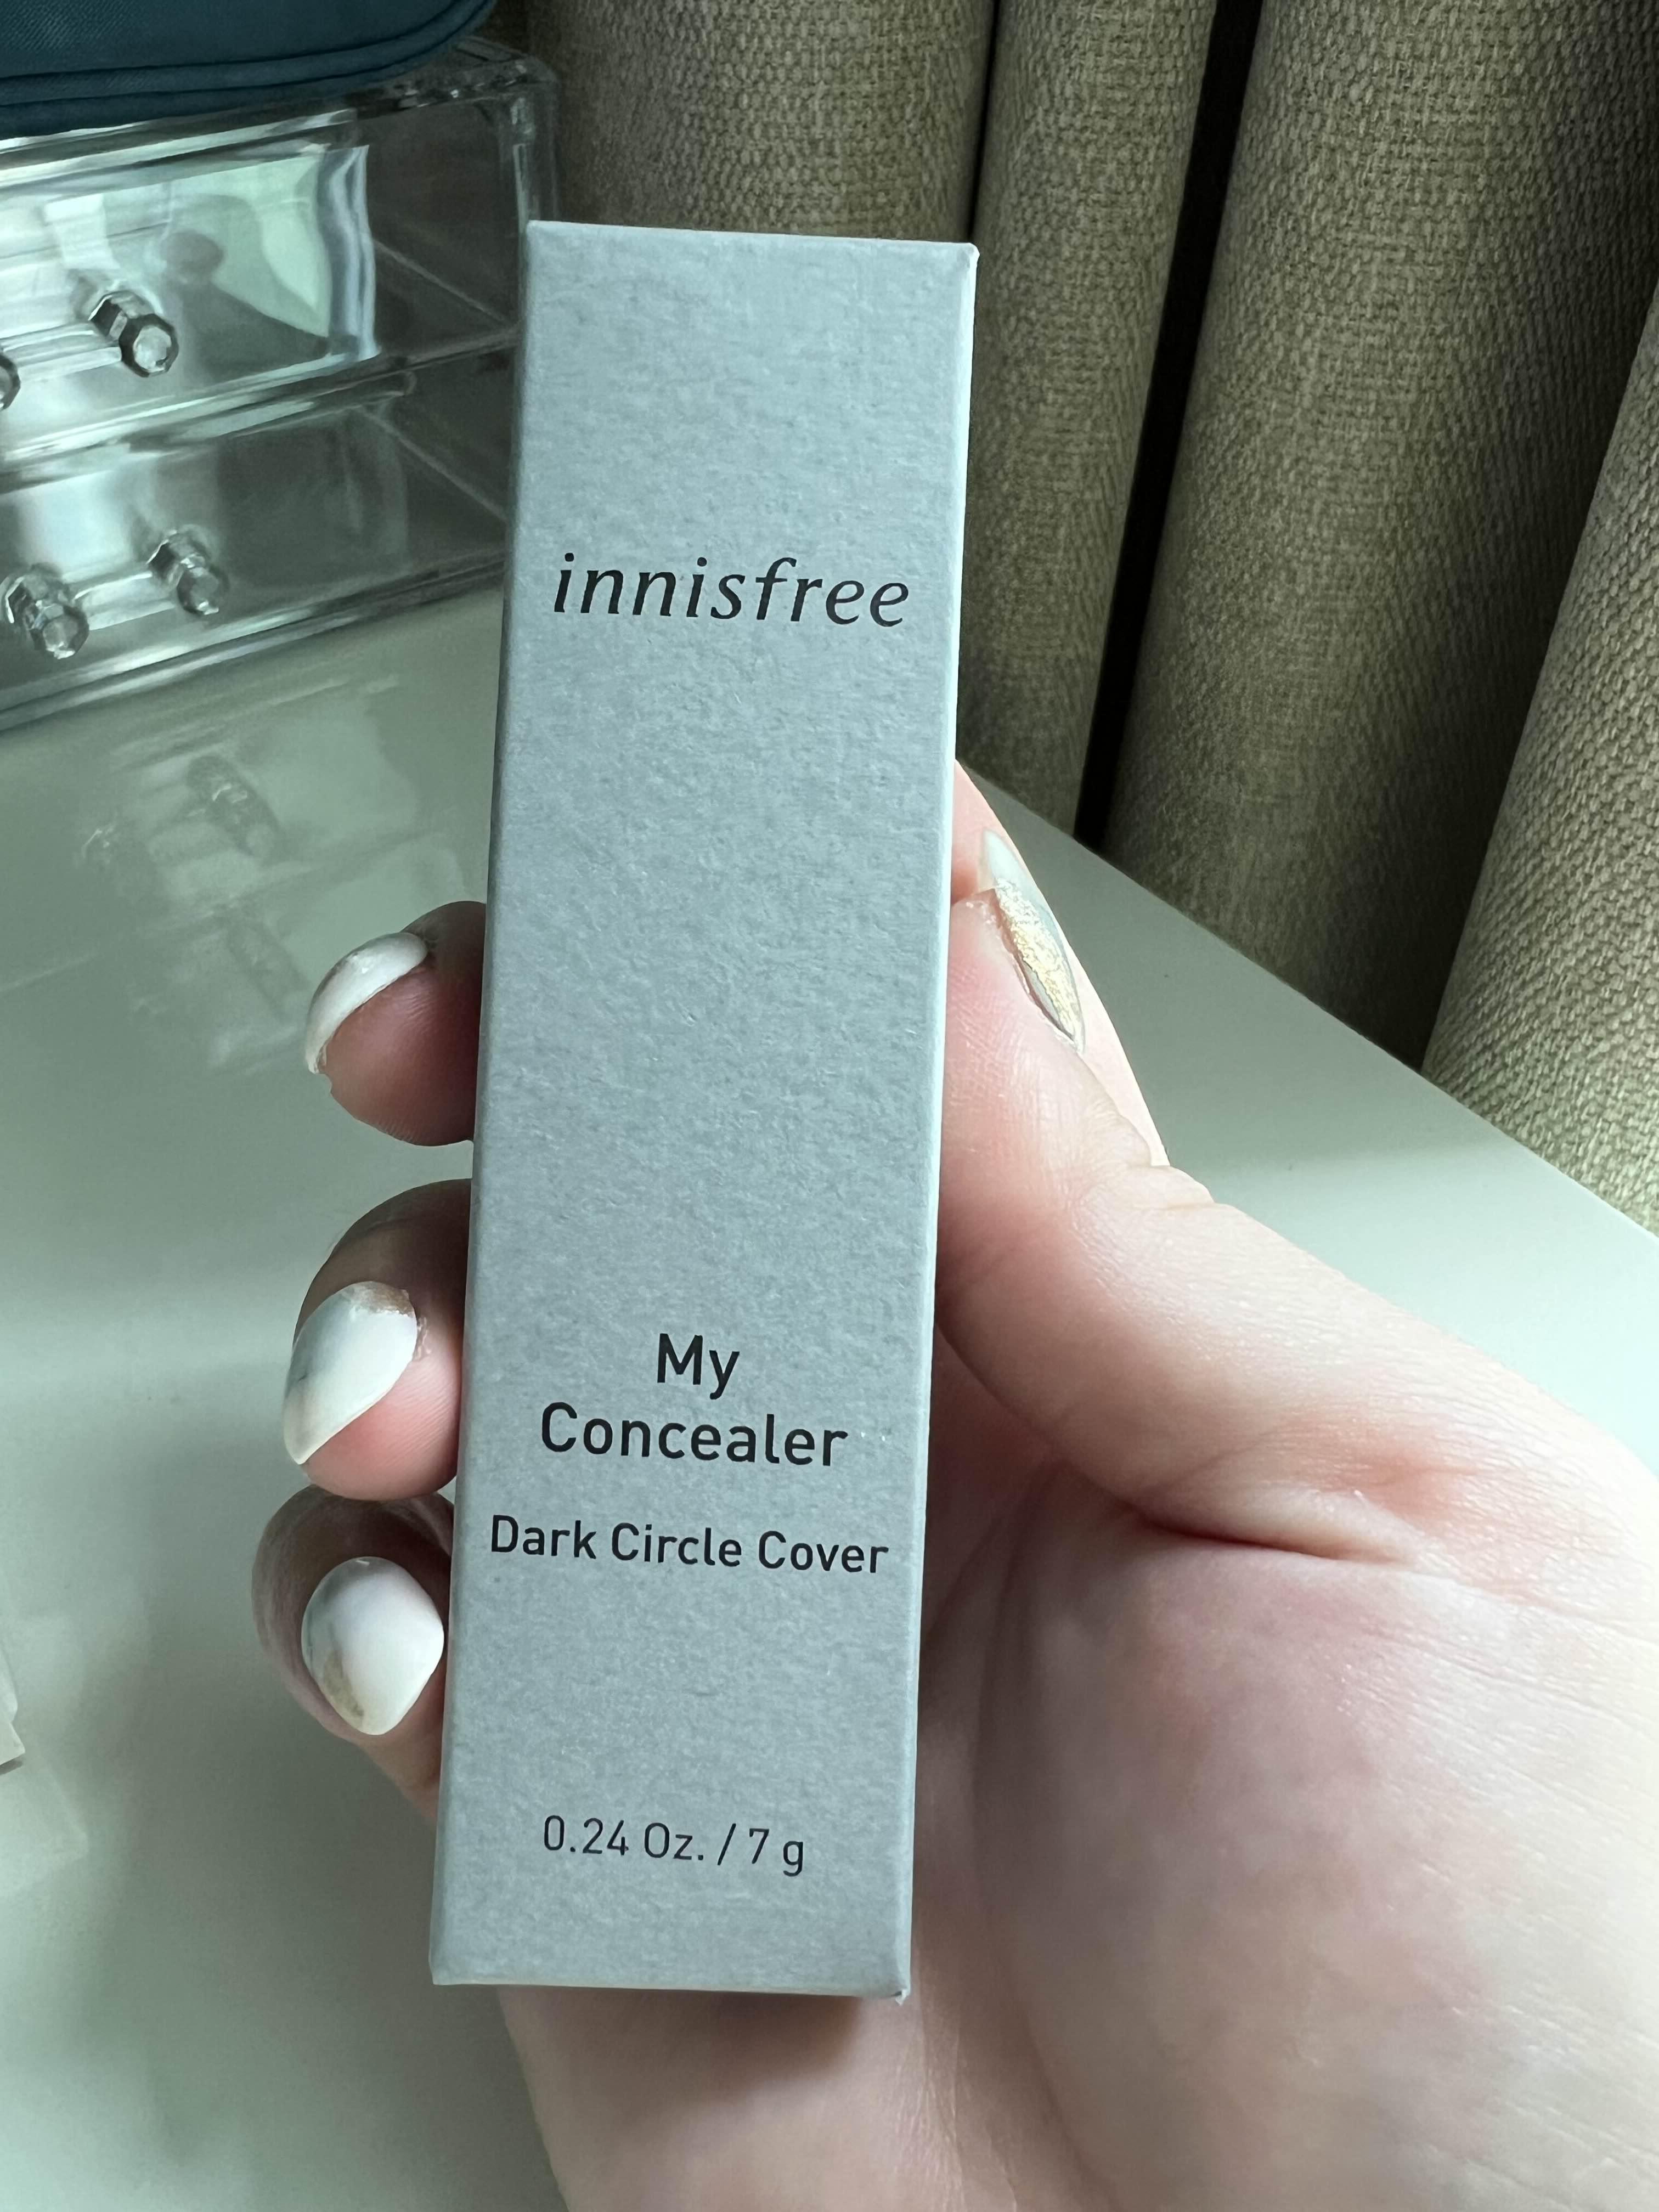 innisfree
My
Concealer
Dark Circle Cover
0.24 Oz. / 7 g